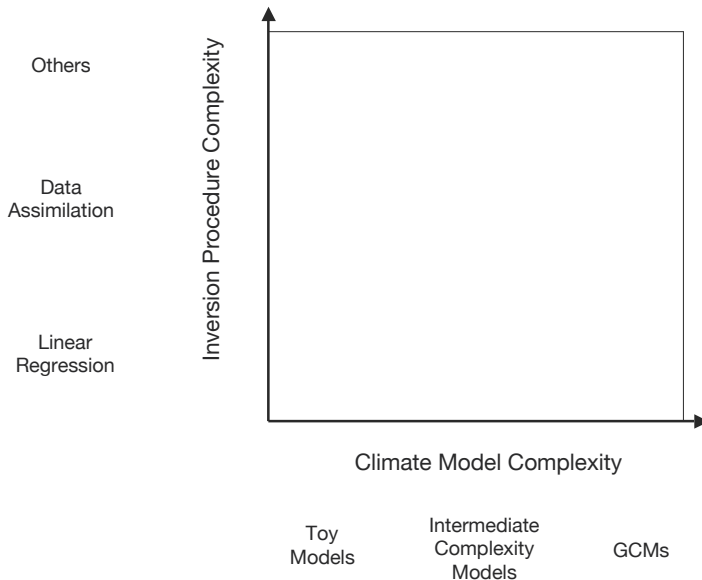 Others
Data
Assimilation
Linear
Regression
Inversion Procedure Complexity
Climate Model Complexity
Toy
Models
Intermediate
Complexity
Models
GCMs